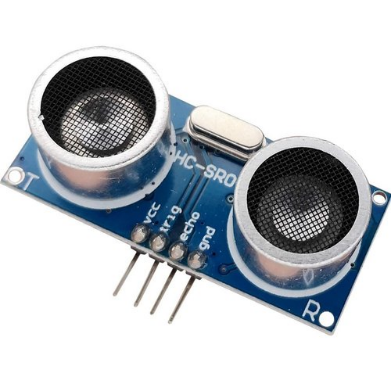 HC-SR0
T
vcc
trig
echo
gnd
R